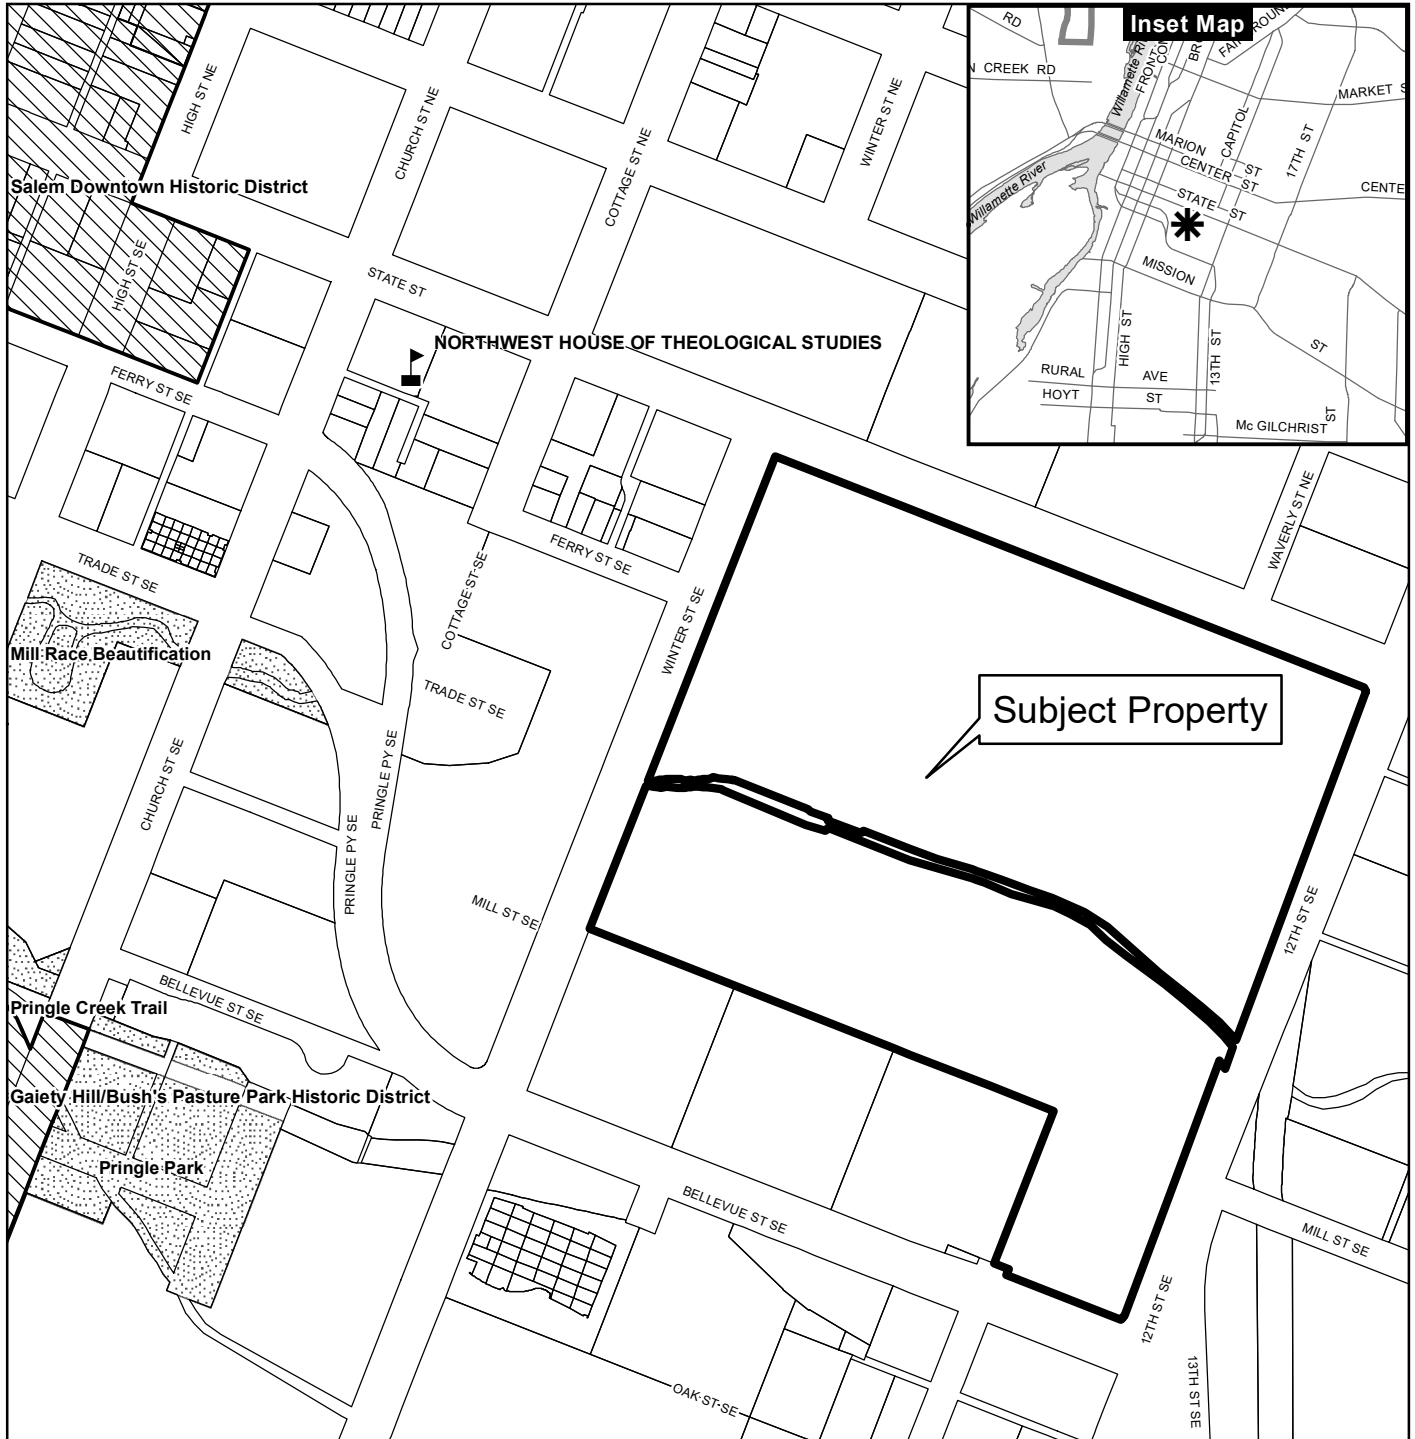 Inset Map
RD
N CREEK RD
Willamette Riv
FRONT
COM
BRO
FAIRGROUN
MARKET S
CAPITOL
17TH ST
MARION ST
CENTER ST
CENTE
STATE ST
Willamette River
MISSION
ST
HIGH ST
13TH ST
RURAL AVE
HOYT ST
Mc GILCHRIST
ST
HIGH ST NE
CHURCH ST NE
COTTAGE ST NE
WINTER ST NE
Salem Downtown Historic District
HIGH ST SE
STATE ST
NORTHWEST HOUSE OF THEOLOGICAL STUDIES
FERRY ST SE
WAVERLY ST NE
FERRY ST SE
TRADE ST SE
COTTAGE ST SE
WINTER ST SE
Mill Race Beautification
TRADE ST SE
Subject Property
PRINGLE PY SE
CHURCH ST SE
PRINGLE PY SE
MILL ST SE
12TH ST SE
BELLEVUE ST SE
Pringle Creek Trail
Gaiety Hill/Bush's Pasture Park Historic District
Pringle Park
BELLEVUE ST SE
MILL ST SE
12TH ST SE
13TH ST SE
OAK ST SE